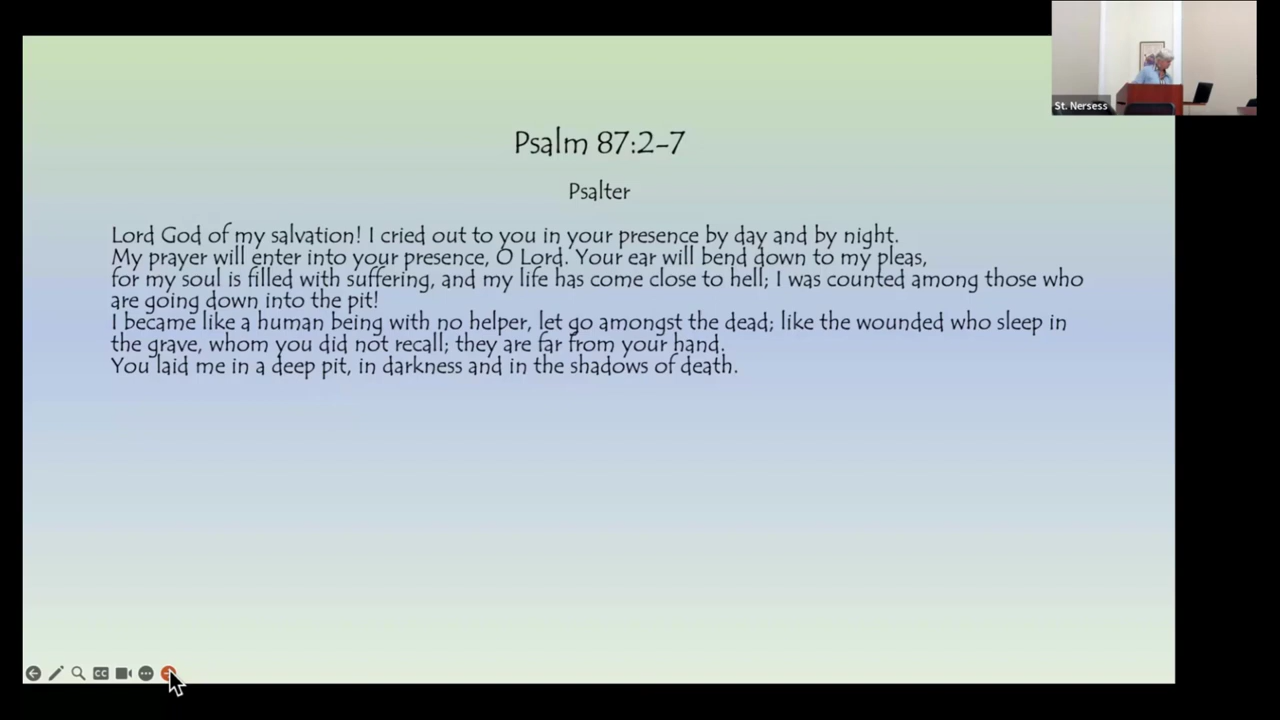 St. Nersess
Psalm 87:2-7
Psalter
Lord God of my salvation! I cried out to you in your presence by day and by night.
My prayer will enter into your presence, O Lord. Your ear will bend down to my pleas,
for my soul is filled with suffering, and my life has come close to hell; I was counted among those who
are going down into the pit!
I became like a human being with no helper, let go amongst the dead; like the wounded who sleep in
the grave, whom you did not recall; they are far from your hand.
You laid me in a deep pit, in darkness and in the shadows of death.
CC